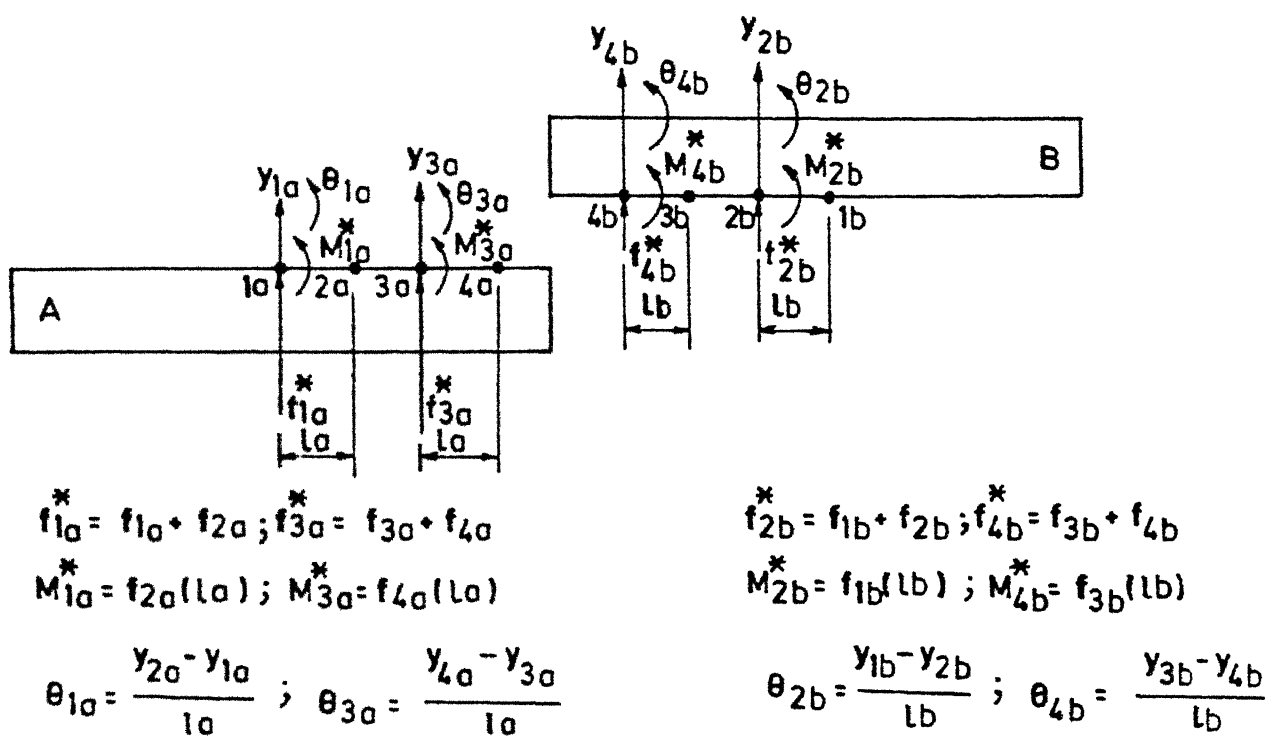 y4b θ4b y2b θ2b
M*4b M*2b B
4b 3b 2b 1b
f*4b f*2b
lb lb
y1a θ1a y3a θ3a
M*1a M*3a
1a 2a 3a 4a
A
f*1a f*3a
la la
f*1a = f1a + f2a ; f*3a = f3a + f4a
M*1a = f2a(la) ; M*3a = f4a(la)
θ1a = (y2a - y1a) / la ; θ3a = (y4a - y3a) / la
f*2b = f1b + f2b ; f*4b = f3b + f4b
M*2b = f1b(lb) ; M*4b = f3b(lb)
θ2b = (y1b - y2b) / lb ; θ4b = (y3b - y4b) / lb